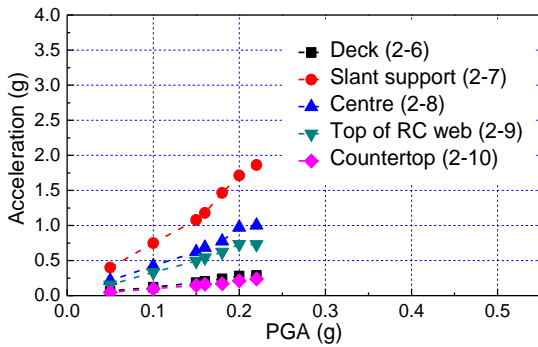 4.0
3.5
3.0
2.5
2.0
1.5
1.0
0.5
0.0
Acceleration (g)
Deck (2-6)
Slant support (2-7)
Centre (2-8)
Top of RC web (2-9)
Countertop (2-10)
0.0 0.1 0.2 0.3 0.4 0.5
PGA (g)